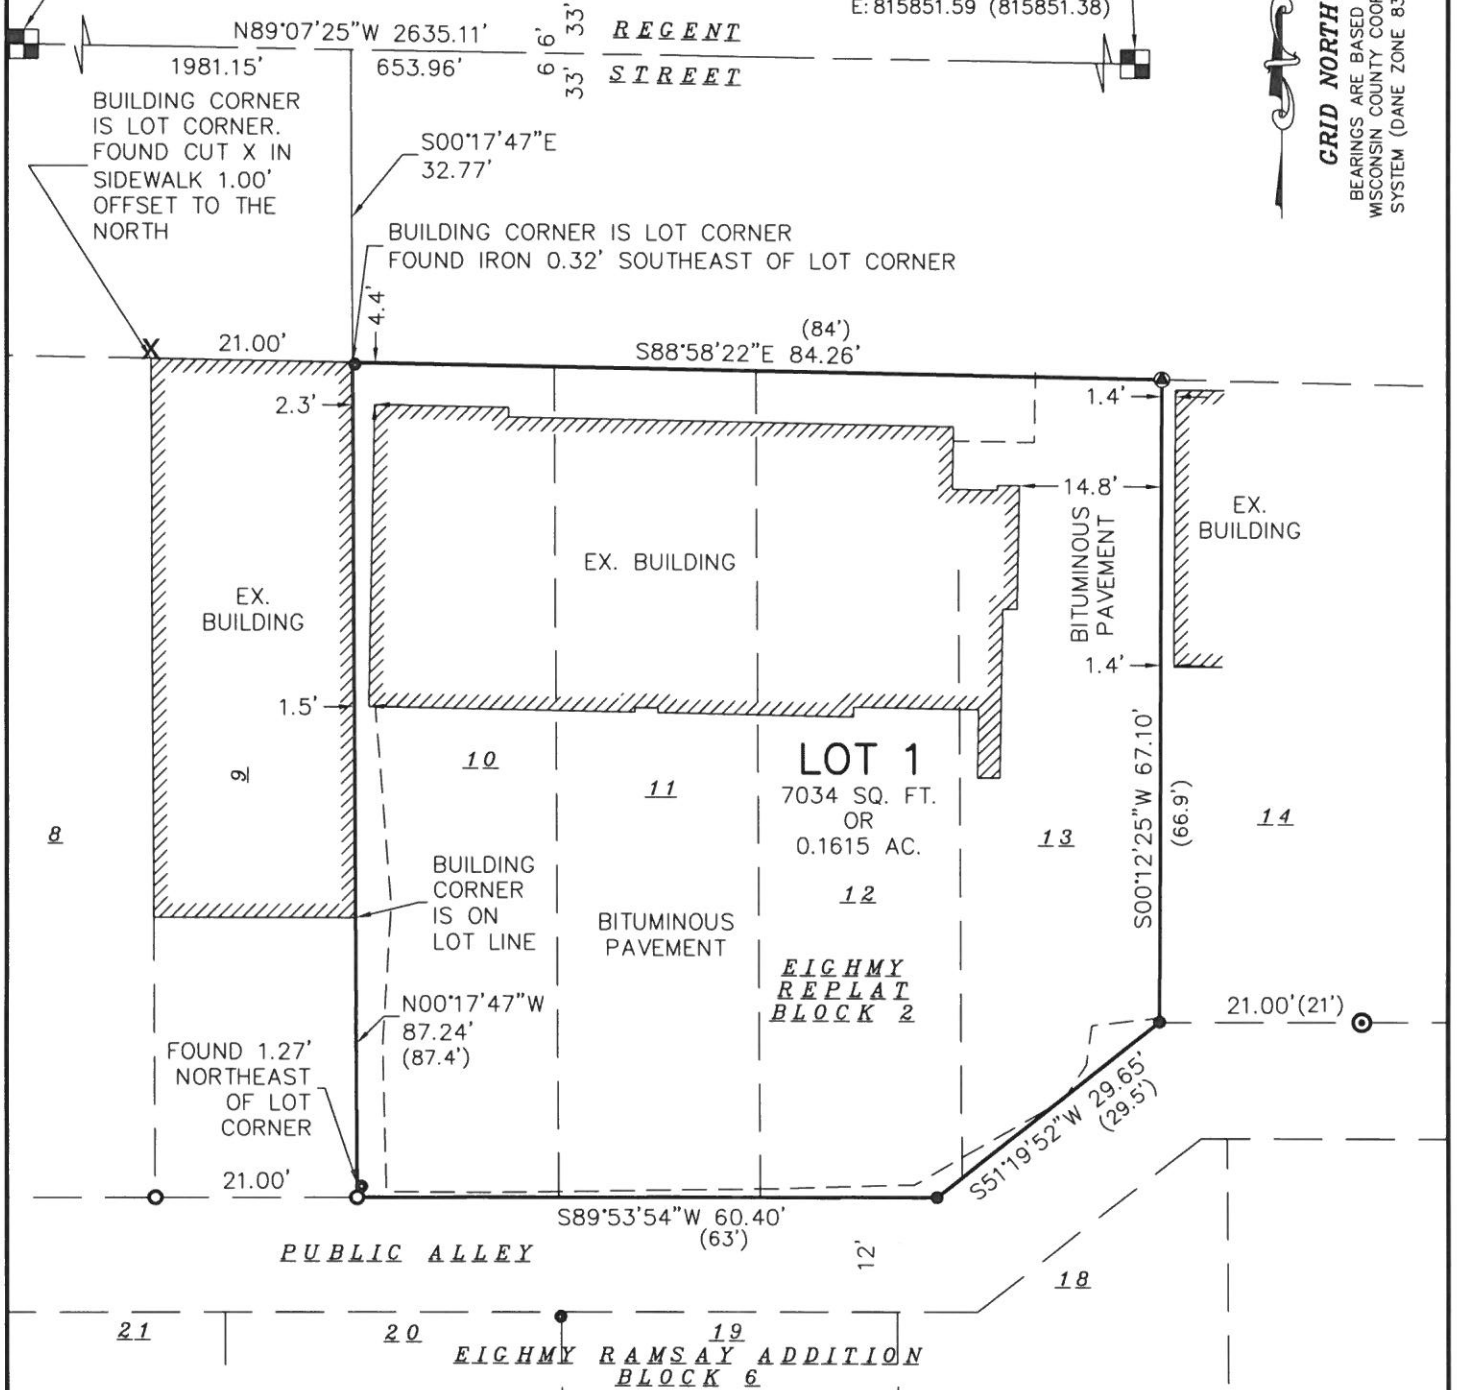 E: 815851.59 (815851.38)
N89°07'25"W 2635.11'
1981.15'
653.96'
6' 6'
33' 33'
REGENT
STREET
GRID NORTH
BEARINGS ARE BASED
WISCONSIN COUNTY
SYSTEM (DANE ZONE
BUILDING CORNER
IS LOT CORNER.
FOUND CUT X IN
SIDEWALK 1.00'
OFFSET TO THE
NORTH
S00°17'47"E
32.77'
BUILDING CORNER IS LOT CORNER
FOUND IRON 0.32' SOUTHEAST OF LOT CORNER
4.4'
X
21.00'
(84')
S88°58'22"E 84.26'
2.3'
1.4'
14.8'
BITUMINOUS
PAVEMENT
EX.
BUILDING
EX. BUILDING
EX.
BUILDING
1.4'
1.5'
S00°12'25"W 67.10'
(66.9')
8
9
10
11
LOT 1
7034 SQ. FT.
OR
0.1615 AC.
12
13
14
BUILDING
CORNER
IS ON
LOT LINE
BITUMINOUS
PAVEMENT
EIGHMY
REPLAT
BLOCK 2
N00°17'47"W
87.24'
(87.4')
21.00'(21')
FOUND 1.27'
NORTHEAST
OF LOT
CORNER
S51°19'52"W 29.65'
(29.5')
21.00'
S89°53'54"W 60.40'
(63')
PUBLIC ALLEY
12'
18
21
20
19
EIGHMY RAMSAY ADDITION
BLOCK 6